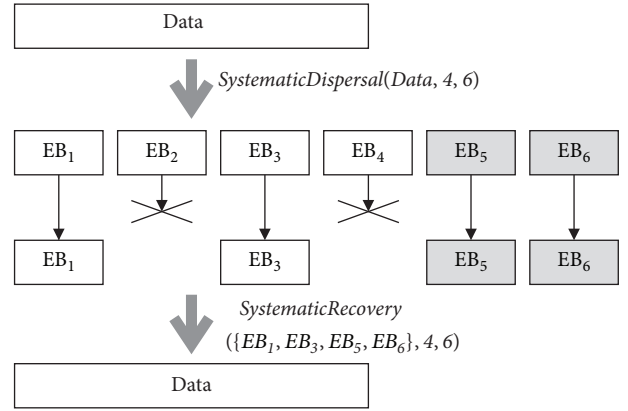 Data
SystematicDispersal(Data, 4, 6)
EB₁ EB₂ EB₃ EB₄ EB₅ EB₆
EB₁ EB₃ EB₅ EB₆
SystematicRecovery
({EB₁, EB₃, EB₅, EB₆}, 4, 6)
Data